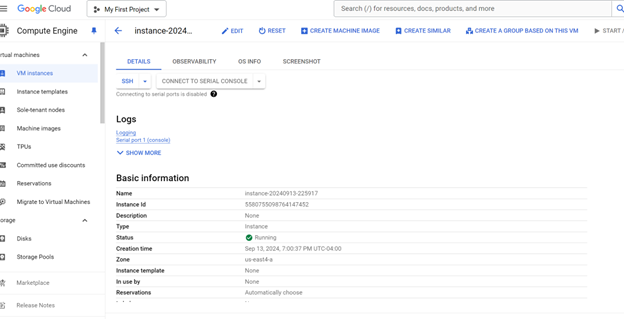 Google Cloud
My First Project
Search (/) for resources, docs, products, and more
Compute Engine
instance-2024...
EDIT
RESET
CREATE MACHINE IMAGE
CREATE SIMILAR
CREATE A GROUP BASED ON THIS VM
START /
rtual machines
VM instances
Instance templates
Sole-tenant nodes
Machine images
TPUs
Committed use discounts
Reservations
Migrate to Virtual Machines
orage
Disks
Storage Pools
Marketplace
Release Notes
DETAILS
OBSERVABILITY
OS INFO
SCREENSHOT
SSH
CONNECT TO SERIAL CONSOLE
Connecting to serial ports is disabled
Logs
Logging
Serial port 1 (console)
SHOW MORE
Basic information
Name instance-20240913-225917
Instance Id 5580755098764147452
Description None
Type Instance
Status Running
Creation time Sep 13, 2024, 7:00:37 PM UTC-04:00
Zone us-east4-a
Instance template None
In use by None
Reservations Automatically choose